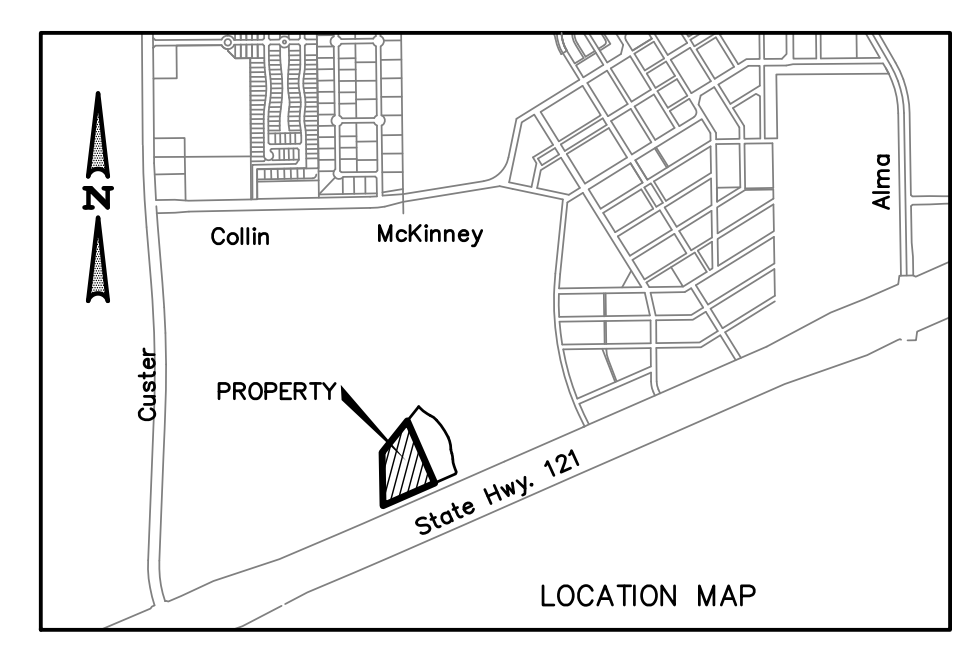 N
Alma
Collin McKinney
Custer
PROPERTY
State Hwy. 121
LOCATION MAP